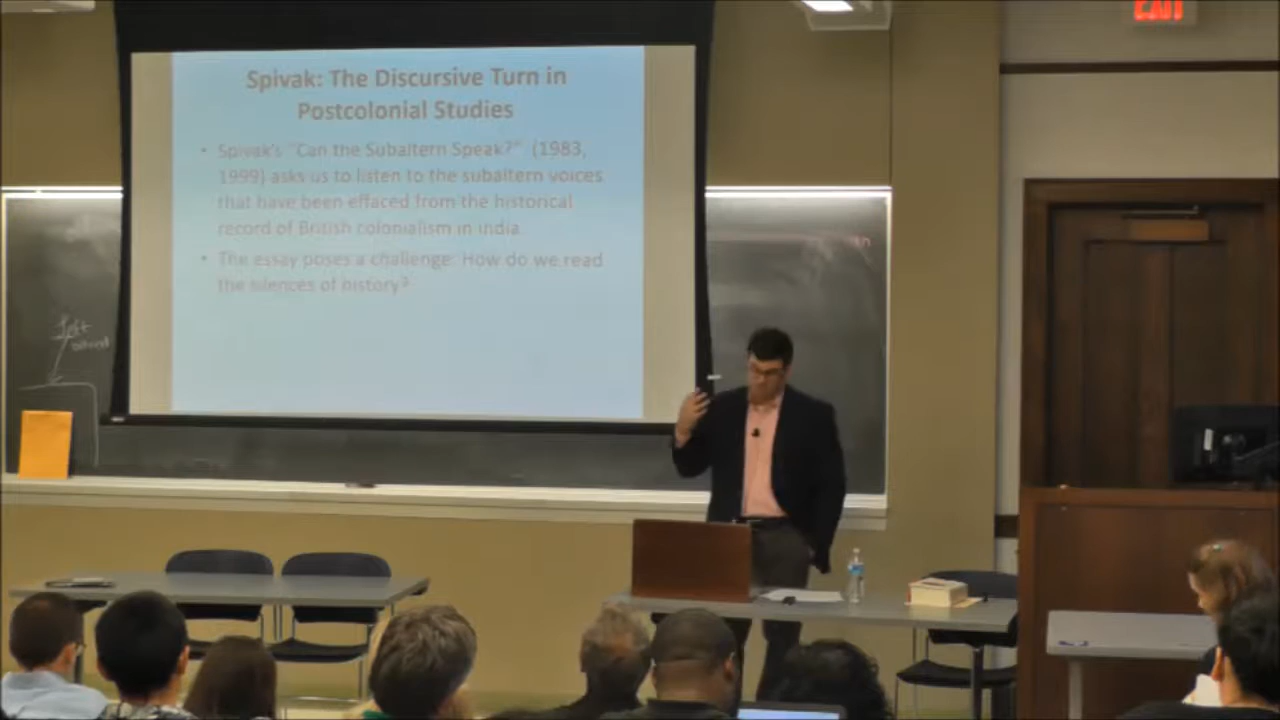 EXIT
Spivak: The Discursive Turn in
Postcolonial Studies
• Spivak's "Can the Subaltern Speak?" (1983,
1999) asks us to listen to the subaltern voices
that have been effaced from the historical
record of British colonialism in India.
• The essay poses a challenge: How do we read
the silences of history?